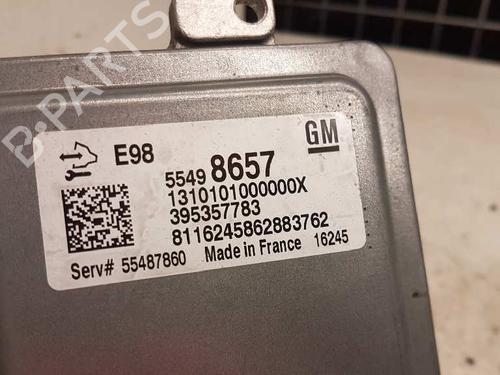 B-PARTS
E98
GM
5549 8657
1310101000000X
395357783
8116245862883762
Serv# 55487860 Made in France 16245